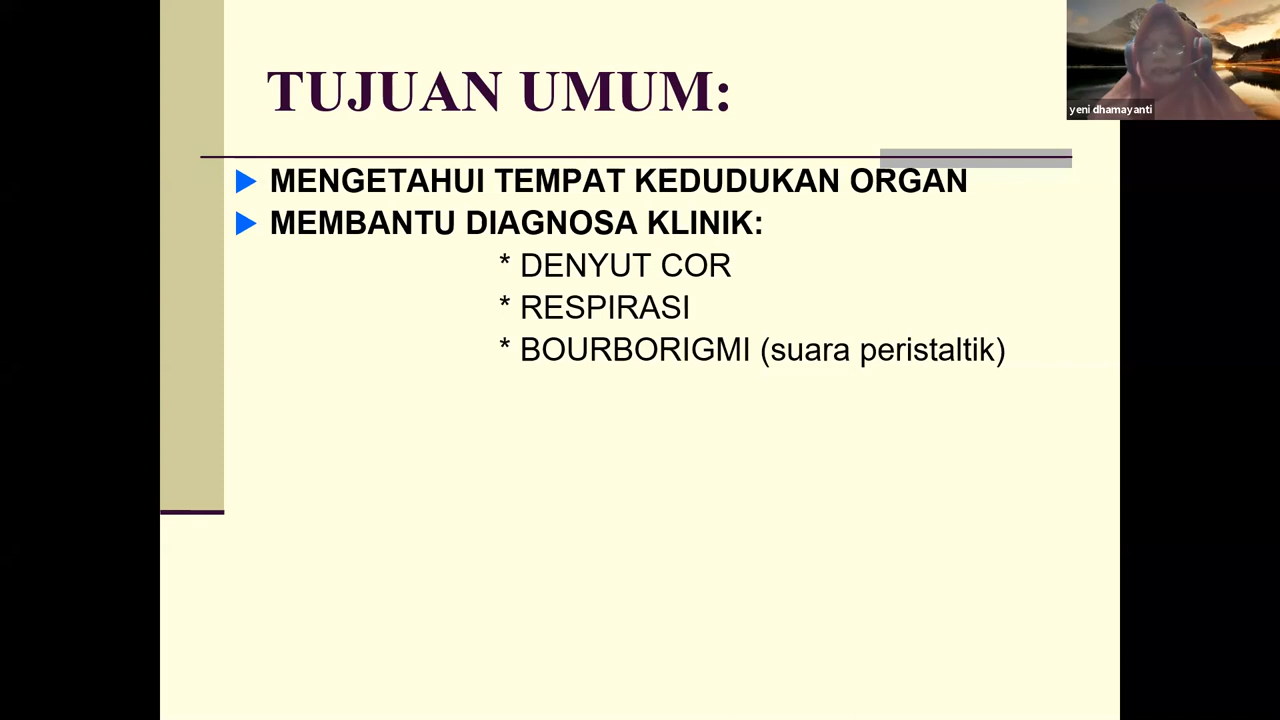 TUJUAN UMUM:
MENGETAHUI TEMPAT KEDUDUKAN ORGAN
MEMBANTU DIAGNOSA KLINIK:
* DENYUT COR
* RESPIRASI
* BOURBORIGMI (suara peristaltik)
yeni dhamayanti